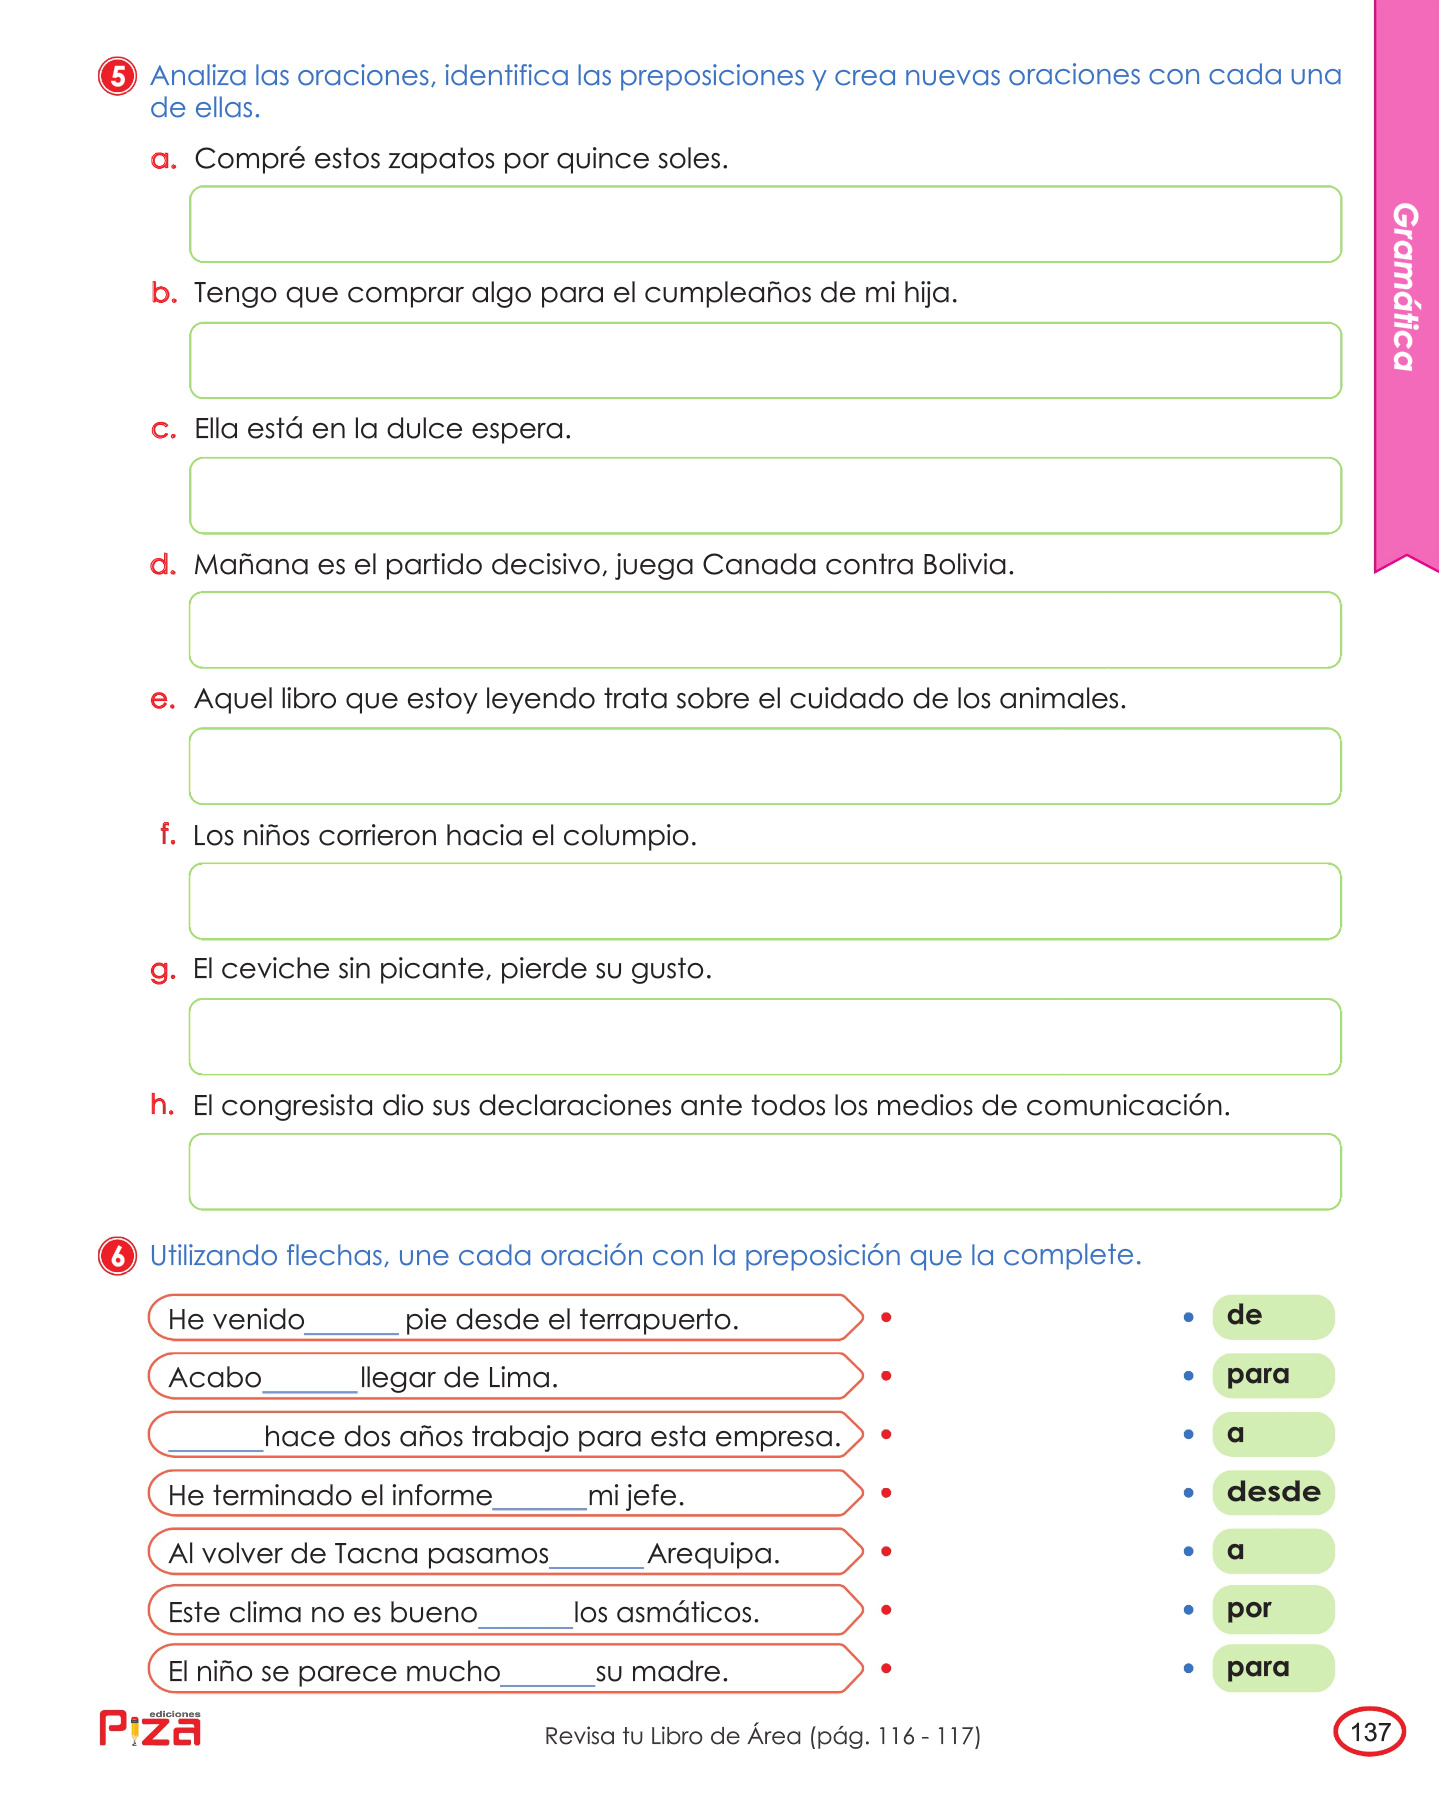 5 Analiza las oraciones, identifica las preposiciones y crea nuevas oraciones con cada una
de ellas.
a. Compré estos zapatos por quince soles.
b. Tengo que comprar algo para el cumpleaños de mi hija.
c. Ella está en la dulce espera.
d. Mañana es el partido decisivo, juega Canada contra Bolivia.
e. Aquel libro que estoy leyendo trata sobre el cuidado de los animales.
f. Los niños corrieron hacia el columpio.
g. El ceviche sin picante, pierde su gusto.
h. El congresista dio sus declaraciones ante todos los medios de comunicación.
Gramática
6 Utilizando flechas, une cada oración con la preposición que la complete.
He venido______ pie desde el terrapuerto. • • de
Acabo______llegar de Lima. • • para
______hace dos años trabajo para esta empresa. • • a
He terminado el informe______mi jefe. • • desde
Al volver de Tacna pasamos______Arequipa. • • a
Este clima no es bueno______los asmáticos. • • por
El niño se parece mucho______su madre. • • para
ediciones
Piza
Revisa tu Libro de Área (pág. 116 - 117)
137